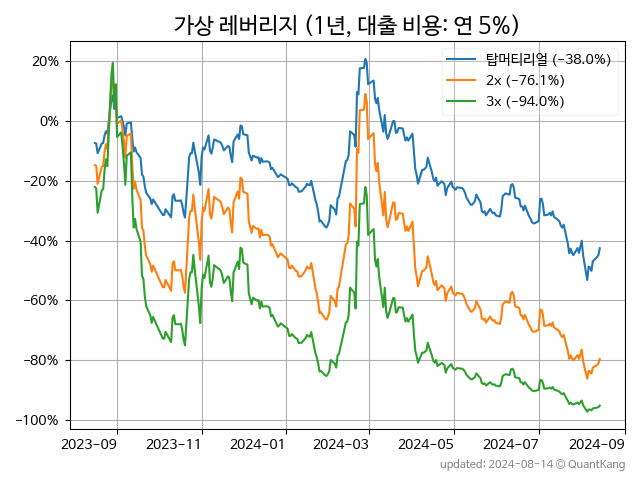 가상 레버리지 (1년, 대출 비용: 연 5%)
탑머티리얼 (-38.0%)
2x (-76.1%)
3x (-94.0%)
20%
0%
-20%
-40%
-60%
-80%
-100%
2023-09 2023-11 2024-01 2024-03 2024-05 2024-07 2024-09
updated: 2024-08-14 © QuantKang